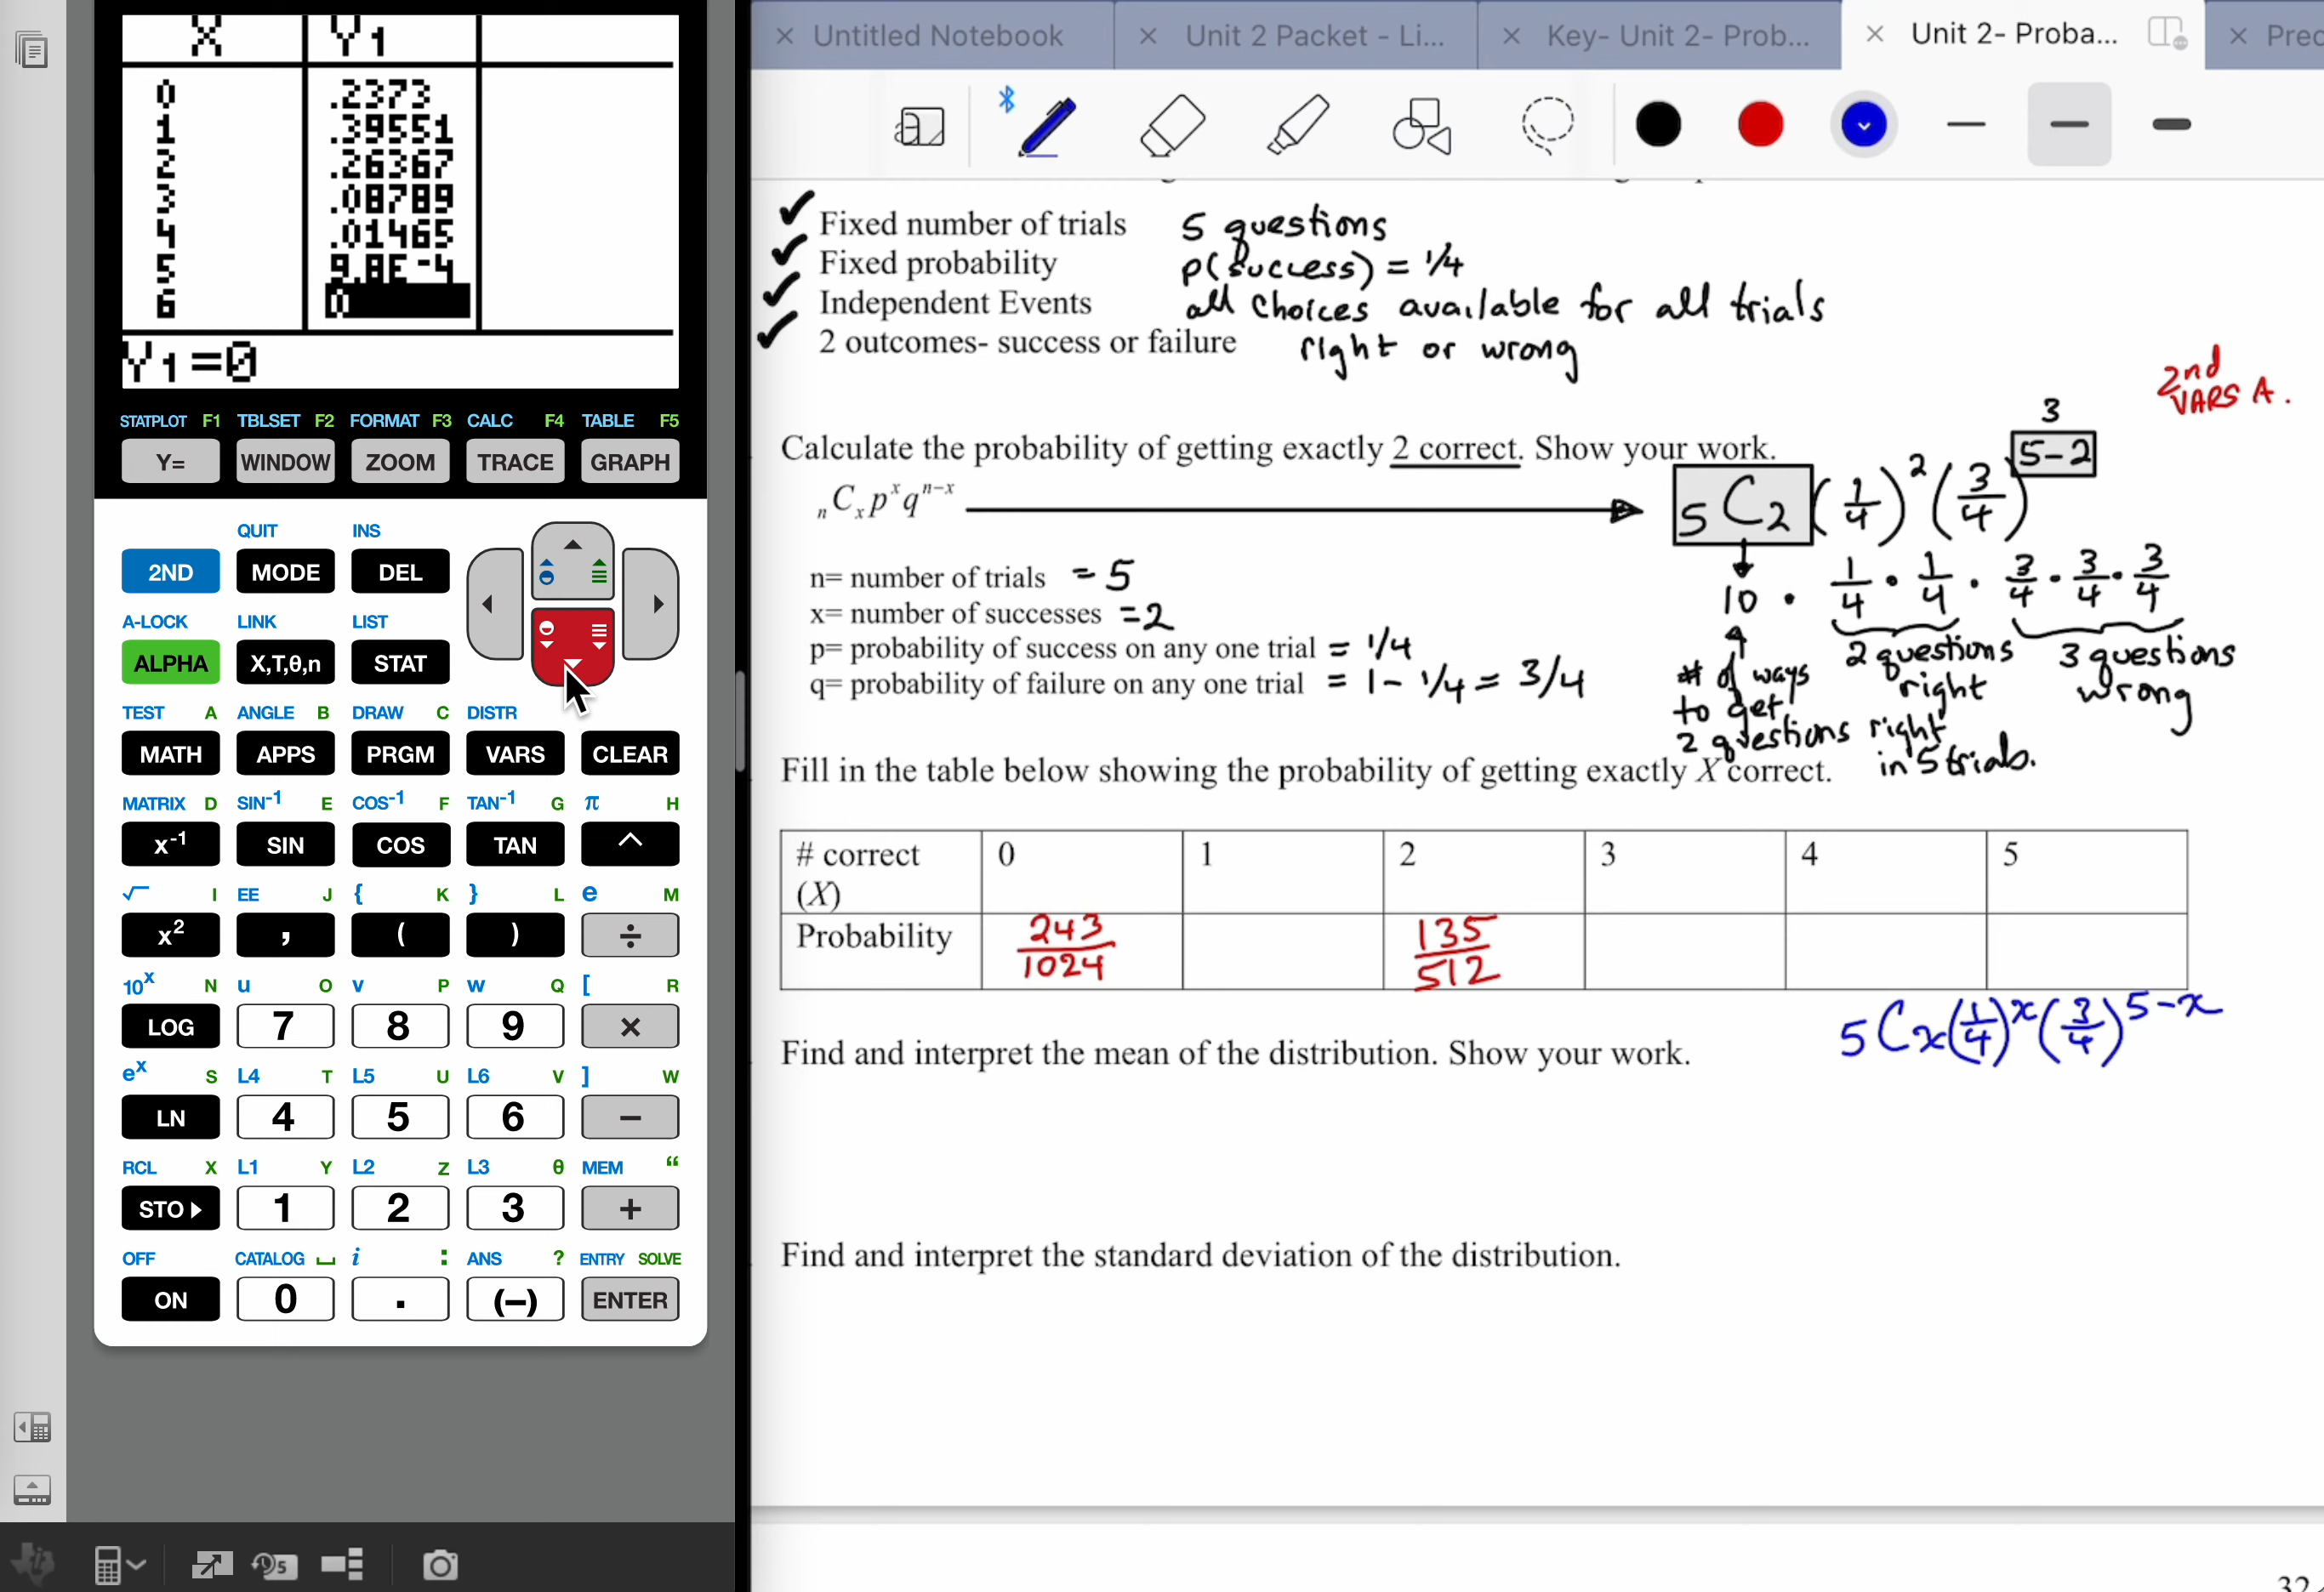 X Y1
0 .2373
1 .39551
2 .26367
3 .08789
4 .01465
5 9.8E-4
6 0
Y1=0
STATPLOT F1 TBLSET F2 FORMAT F3 CALC F4 TABLE F5
Y= WINDOW ZOOM TRACE GRAPH
QUIT INS
2ND MODE DEL
A-LOCK LINK LIST
ALPHA X,T,θ,n STAT
TEST A ANGLE B DRAW C DISTR
MATH APPS PRGM VARS CLEAR
MATRIX D SIN⁻¹ E COS⁻¹ F TAN⁻¹ G π H
x⁻¹ SIN COS TAN ^
√ I EE J { K } L e M
x² , ( ) ÷
10ˣ N u O v P w Q [ R
LOG 7 8 9 ×
eˣ S L4 T L5 U L6 V ] W
LN 4 5 6 −
RCL X L1 Y L2 Z L3 θ MEM “
STO▶ 1 2 3 +
OFF CATALOG ⎵ i : ANS ? ENTRY SOLVE
ON 0 . (−) ENTER
× Untitled Notebook × Unit 2 Packet - Li... × Key- Unit 2- Prob... × Unit 2- Proba... × Prec
✓ Fixed number of trials 5 questions
✓ Fixed probability p(success) = 1/4
✓ Independent Events all choices available for all trials
✓ 2 outcomes- success or failure right or wrong
2nd
VARS A.
Calculate the probability of getting exactly 2 correct. Show your work.
3
5-2
nCx pˣ qⁿ⁻ˣ → 5C2 (1/4)² (3/4)
n= number of trials = 5
10 · 1/4 · 1/4 · 3/4 · 3/4 · 3/4
x= number of successes = 2
p= probability of success on any one trial = 1/4
q= probability of failure on any one trial = 1 - 1/4 = 3/4
# of ways
to get
2 questions right
in 5 trials.
2 questions
right
3 questions
wrong
Fill in the table below showing the probability of getting exactly X correct.
# correct (X) 0 1 2 3 4 5
Probability 243/1024 135/512
5Cx(1/4)ˣ(3/4)⁵⁻ˣ
Find and interpret the mean of the distribution. Show your work.
Find and interpret the standard deviation of the distribution.